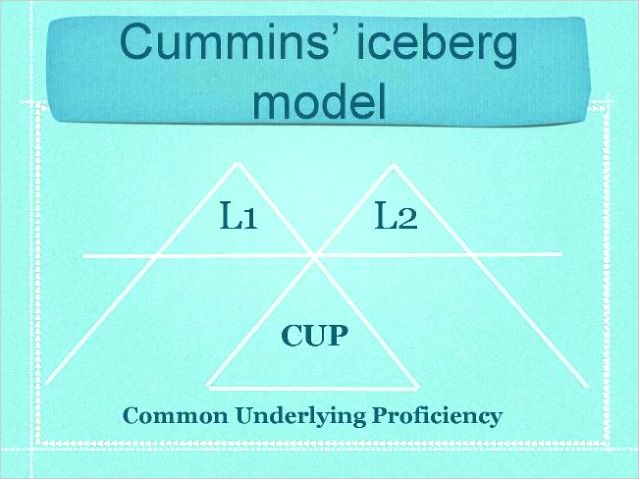 Cummins’ iceberg
model
L1 L2
CUP
Common Underlying Proficiency